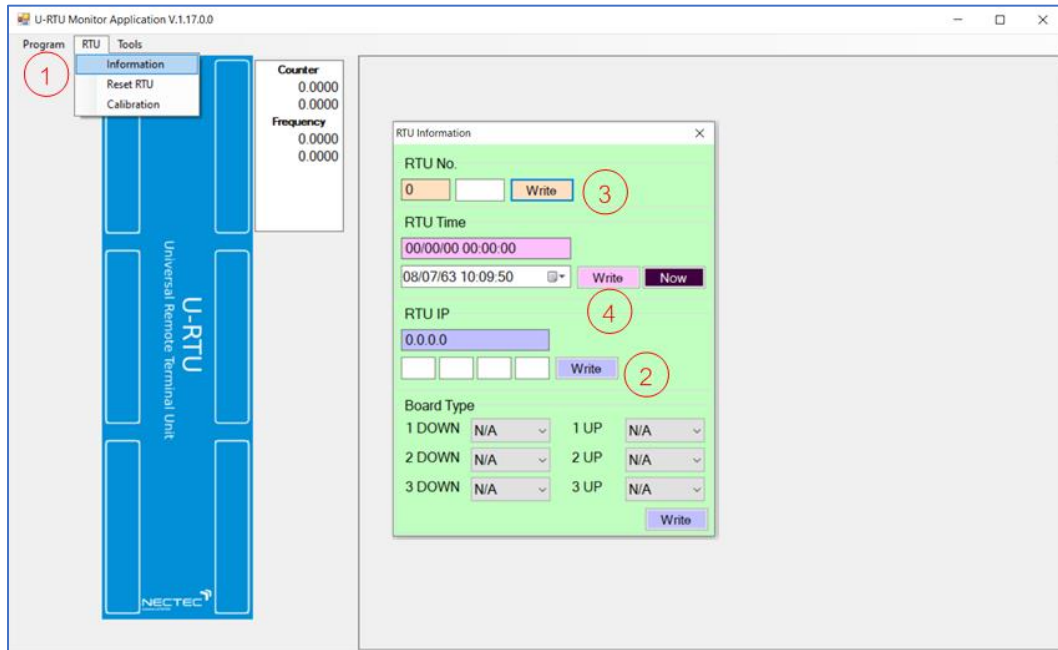 U-RTU Monitor Application V.1.17.0.0
Program RTU Tools
Information
Reset RTU
Calibration
1
Counter
0.0000
0.0000
Frequency
0.0000
0.0000
U-RTU
Universal Remote Terminal Unit
NECTEC
RTU Information
RTU No.
0 Write
3
RTU Time
00/00/00 00:00:00
08/07/63 10:09:50 Write Now
4
RTU IP
0.0.0.0
Write
2
Board Type
1 DOWN N/A 1 UP N/A
2 DOWN N/A 2 UP N/A
3 DOWN N/A 3 UP N/A
Write